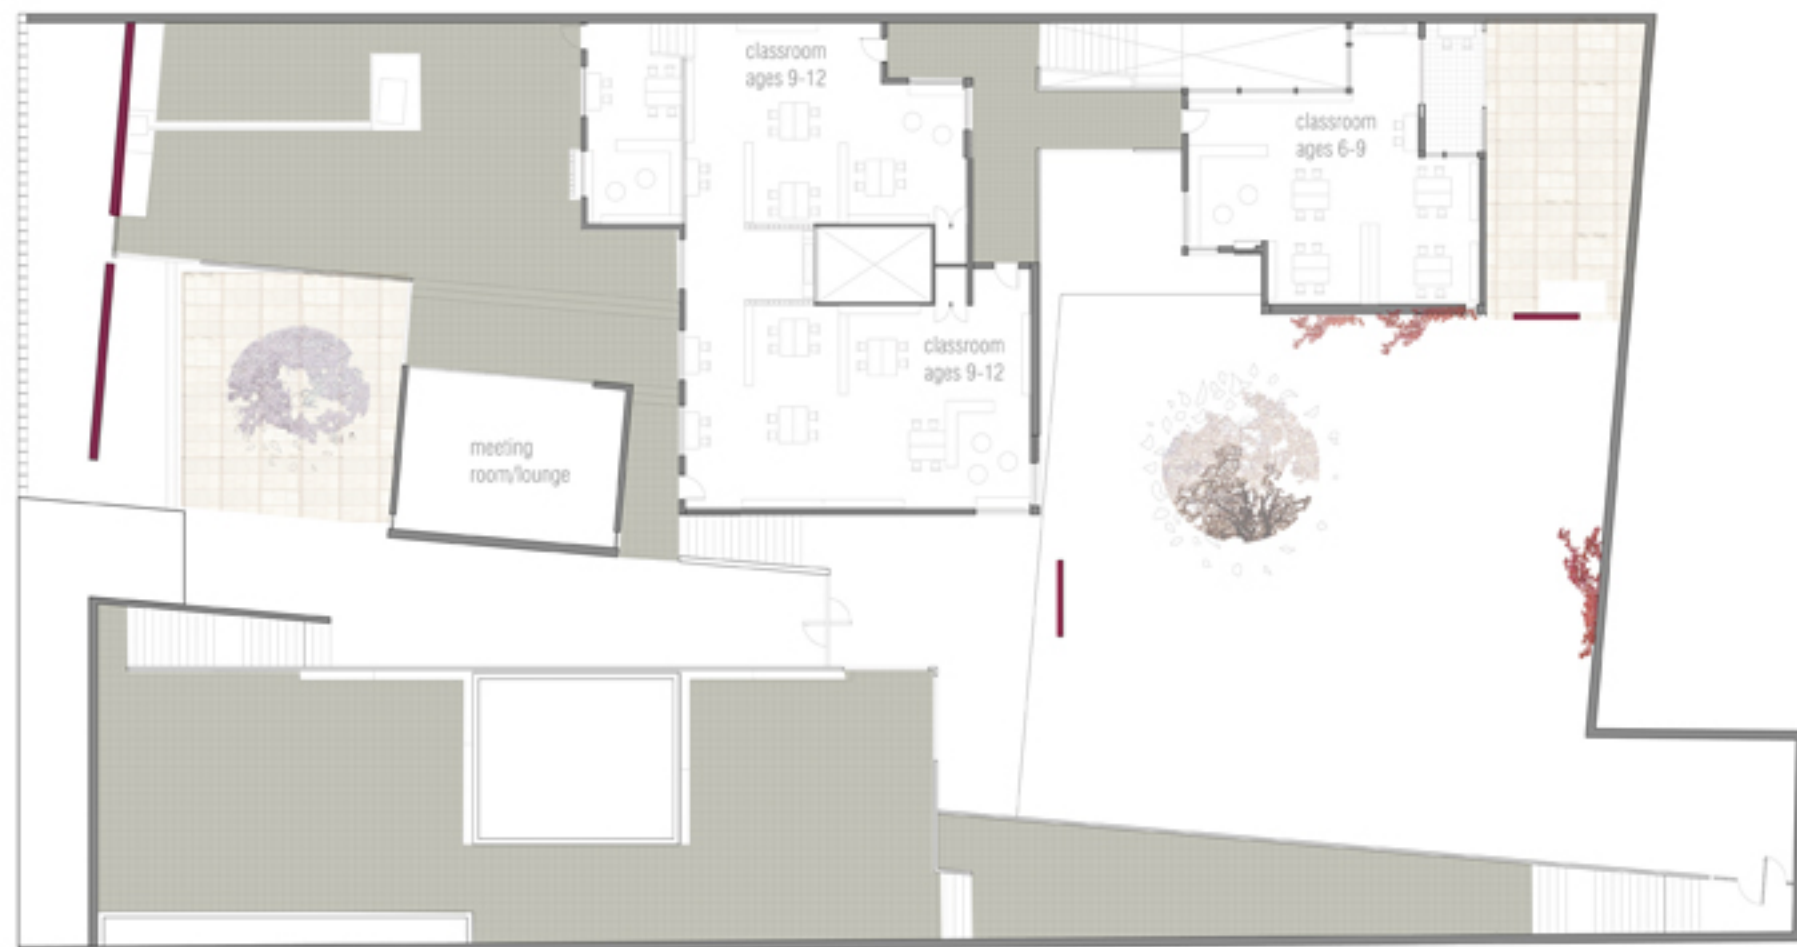 classroom
ages 9-12
classroom
ages 6-9
classroom
ages 9-12
meeting
room/lounge